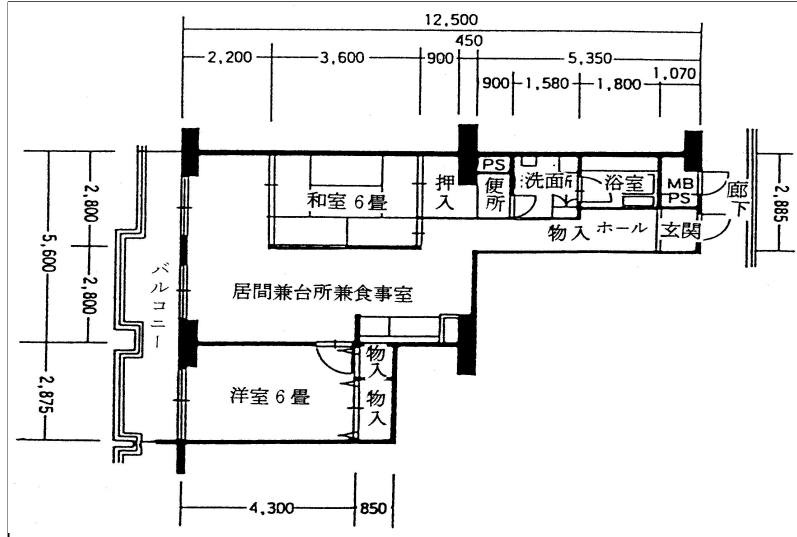 12,500
450
2,200
3,600
900
5,350
900
1,580
1,800
1,070
PS
便所
洗面所
浴室
MB
PS
廊下
和室6畳
押入
物入
ホール
玄関
2,800
5,600
2,800
2,875
2,885
バルコニー
居間兼台所兼食事室
洋室6畳
物入
物入
4,300
850